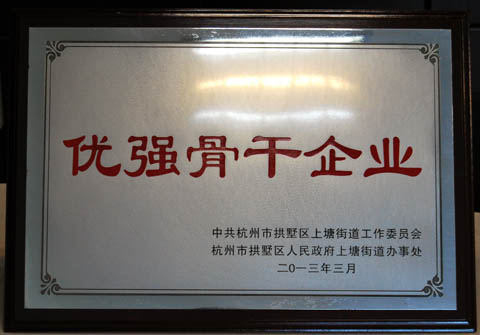 优强骨干企业
中共杭州市拱墅区上塘街道工作委员会
杭州市拱墅区人民政府上塘街道办事处
二0一三年三月